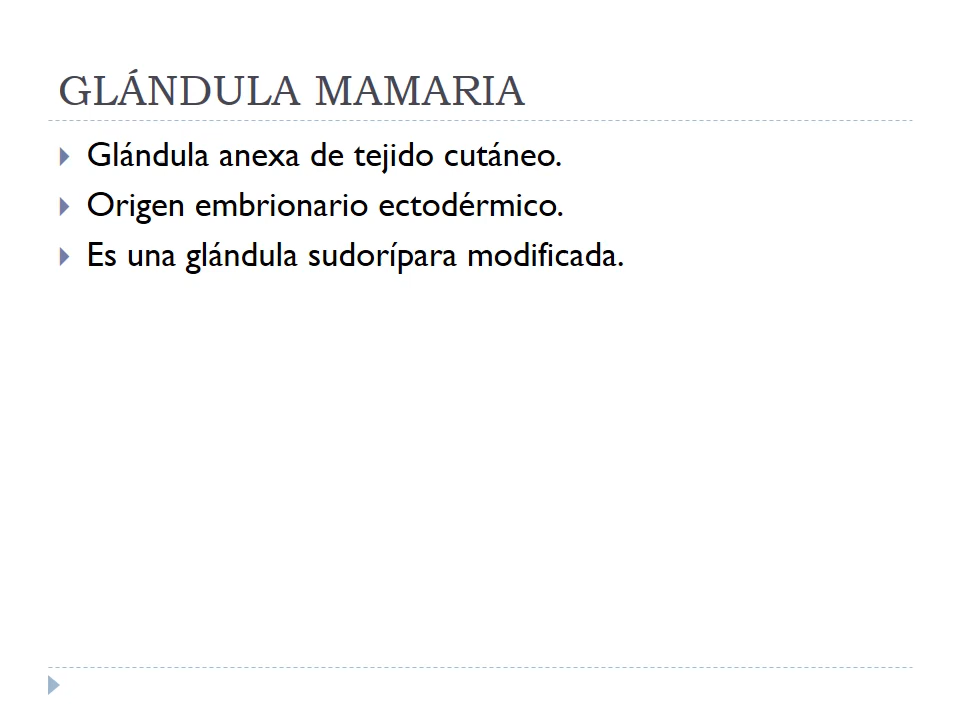 GLÁNDULA MAMARIA
Glándula anexa de tejido cutáneo.
Origen embrionario ectodérmico.
Es una glándula sudorípara modificada.